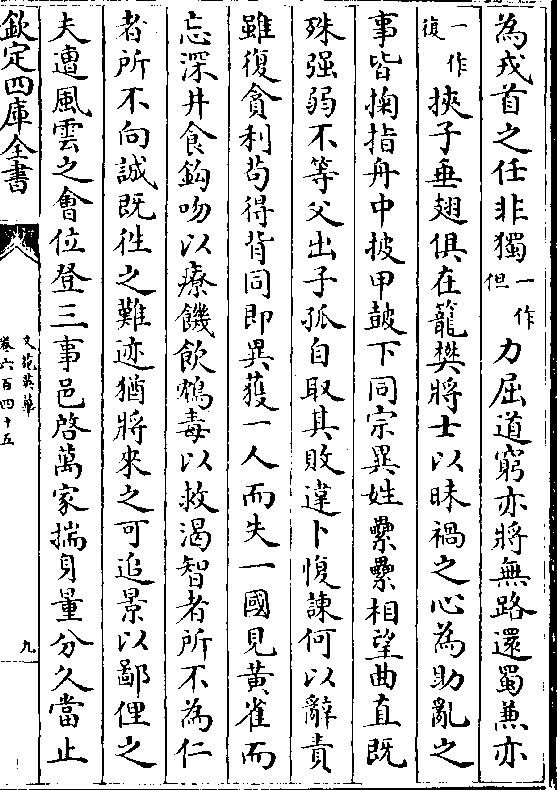 為戎首之任非獨一作但力屈道窮亦將無路還蜀兼亦
一作復挾子垂翅俱在籠樊將士以昧禍之心為助亂之
事皆掬指舟中披甲皷下同宗異姓纍纍相望曲直既
殊强弱不等父出子孤自取其敗違卜愎諫何以辭責
雖復貪利苟得背同即異獲一人而失一國見黃雀而
忘深井食鈎吻以療饑飲鴆毒以救渴智者所不為仁
者所不向誠既徃之難迹猶將來之可追景以鄙俚之
夫遭風雲之會位登三事邑啓萬家揣身量分久當止
欽定四庫全書
文苑英華
卷六百四十五
九